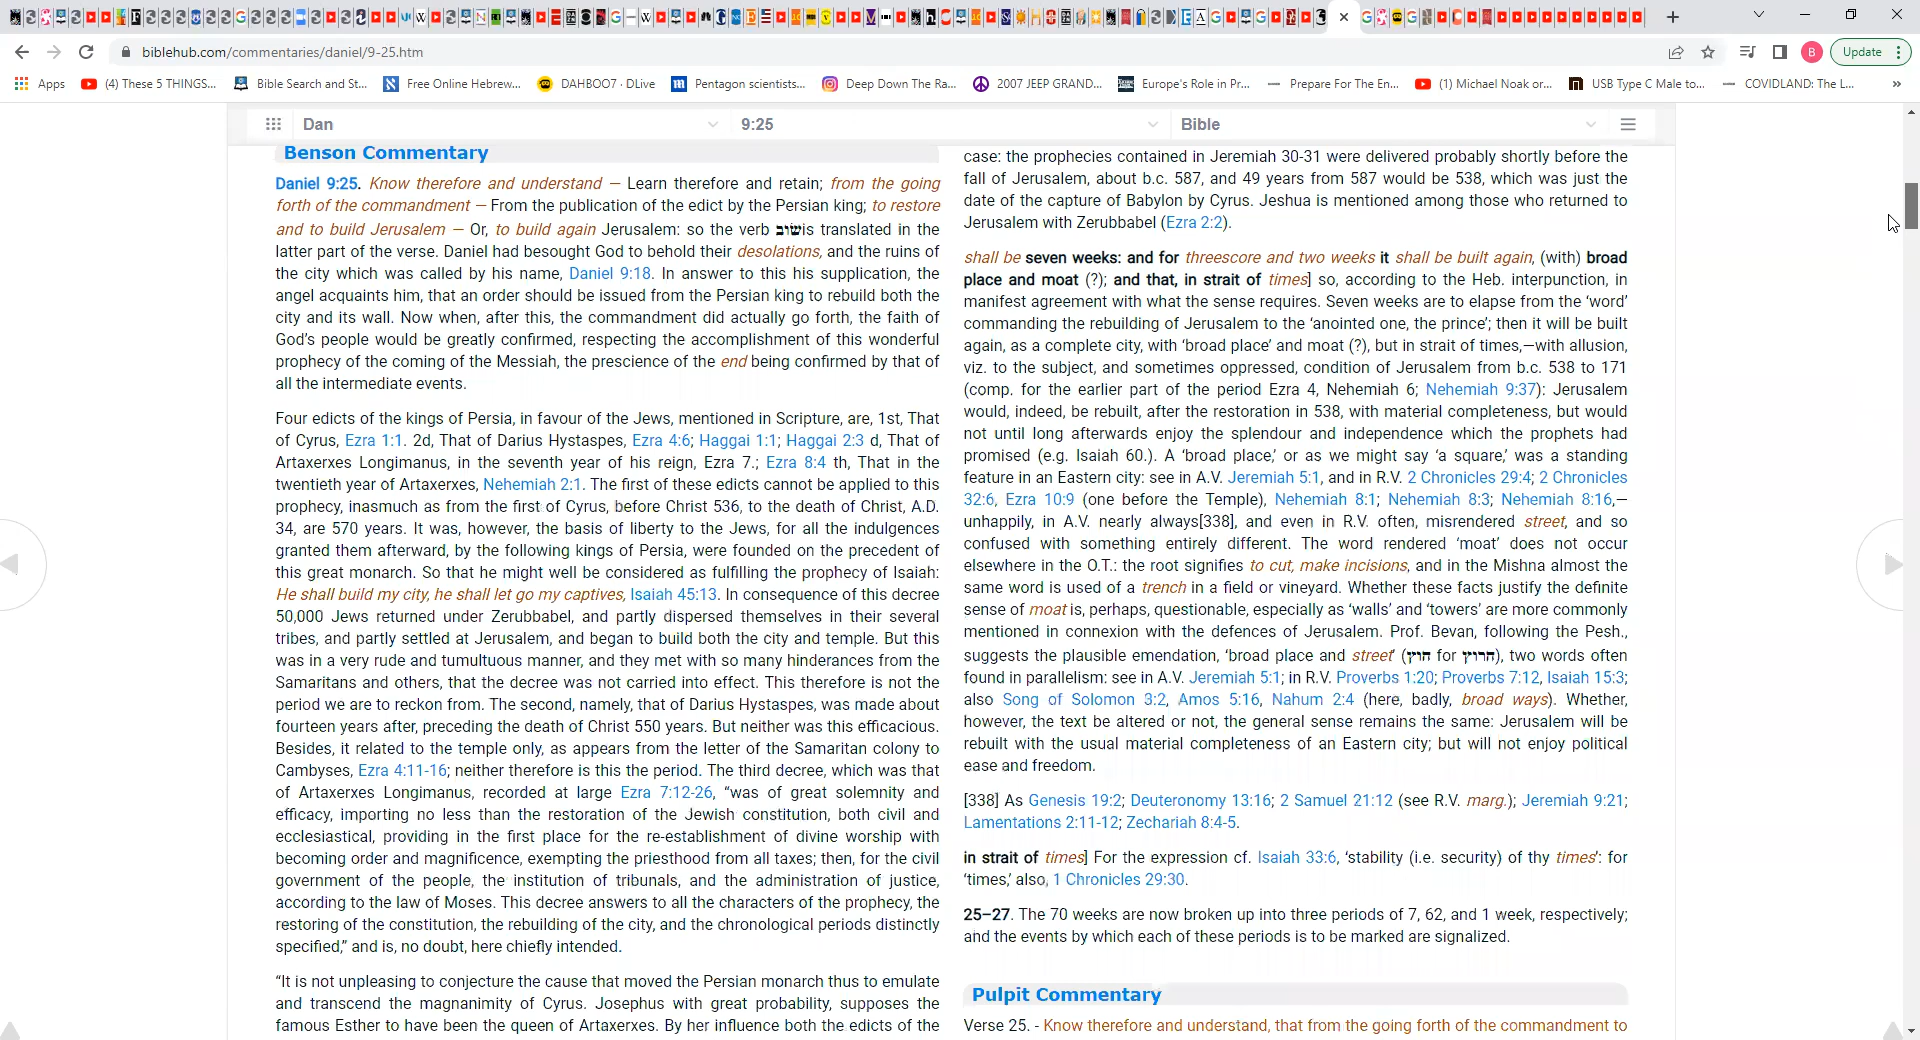 biblehub.com/commentaries/daniel/9-25.htm
Update
B
Apps
(4) These 5 THINGS...
Bible Search and St...
Free Online Hebrew...
DAHBOO7 · DLive
Pentagon scientists...
Deep Down The Ra...
2007 JEEP GRAND...
Europe's Role in Pr...
Prepare For The En...
(1) Michael Noak or...
USB Type C Male to...
COVIDLAND: The L...
»
Dan
9:25
Bible
Benson Commentary
Daniel 9:25. Know therefore and understand — Learn therefore and retain; from the going
forth of the commandment — From the publication of the edict by the Persian king; to restore
and to build Jerusalem — Or, to build again Jerusalem: so the verb שׂובis translated in the
latter part of the verse. Daniel had besought God to behold their desolations, and the ruins of
the city which was called by his name, Daniel 9:18. In answer to this his supplication, the
angel acquaints him, that an order should be issued from the Persian king to rebuild both the
city and its wall. Now when, after this, the commandment did actually go forth, the faith of
God's people would be greatly confirmed, respecting the accomplishment of this wonderful
prophecy of the coming of the Messiah, the prescience of the end being confirmed by that of
all the intermediate events.
Four edicts of the kings of Persia, in favour of the Jews, mentioned in Scripture, are, 1st, That
of Cyrus, Ezra 1:1. 2d, That of Darius Hystaspes, Ezra 4:6; Haggai 1:1; Haggai 2:3 d, That of
Artaxerxes Longimanus, in the seventh year of his reign, Ezra 7.; Ezra 8:4 th, That in the
twentieth year of Artaxerxes, Nehemiah 2:1. The first of these edicts cannot be applied to this
prophecy, inasmuch as from the first of Cyrus, before Christ 536, to the death of Christ, A.D.
34, are 570 years. It was, however, the basis of liberty to the Jews, for all the indulgences
granted them afterward, by the following kings of Persia, were founded on the precedent of
this great monarch. So that he might well be considered as fulfilling the prophecy of Isaiah:
He shall build my city, he shall let go my captives, Isaiah 45:13. In consequence of this decree
50,000 Jews returned under Zerubbabel, and partly dispersed themselves in their several
tribes, and partly settled at Jerusalem, and began to build both the city and temple. But this
was in a very rude and tumultuous manner, and they met with so many hinderances from the
Samaritans and others, that the decree was not carried into effect. This therefore is not the
period we are to reckon from. The second, namely, that of Darius Hystaspes, was made about
fourteen years after, preceding the death of Christ 550 years. But neither was this efficacious.
Besides, it related to the temple only, as appears from the letter of the Samaritan colony to
Cambyses, Ezra 4:11-16; neither therefore is this the period. The third decree, which was that
of Artaxerxes Longimanus, recorded at large Ezra 7:12-26, “was of great solemnity and
efficacy, importing no less than the restoration of the Jewish constitution, both civil and
ecclesiastical, providing in the first place for the re-establishment of divine worship with
becoming order and magnificence, exempting the priesthood from all taxes; then, for the civil
government of the people, the institution of tribunals, and the administration of justice,
according to the law of Moses. This decree answers to all the characters of the prophecy, the
restoring of the constitution, the rebuilding of the city, and the chronological periods distinctly
specified,” and is, no doubt, here chiefly intended.
“It is not unpleasing to conjecture the cause that moved the Persian monarch thus to emulate
and transcend the magnanimity of Cyrus. Josephus with great probability, supposes the
famous Esther to have been the queen of Artaxerxes. By her influence both the edicts of the
case: the prophecies contained in Jeremiah 30-31 were delivered probably shortly before the
fall of Jerusalem, about b.c. 587, and 49 years from 587 would be 538, which was just the
date of the capture of Babylon by Cyrus. Jeshua is mentioned among those who returned to
Jerusalem with Zerubbabel (Ezra 2:2).
shall be seven weeks: and for threescore and two weeks it shall be built again, (with) broad
place and moat (?); and that, in strait of times] so, according to the Heb. interpunction, in
manifest agreement with what the sense requires. Seven weeks are to elapse from the ‘word’
commanding the rebuilding of Jerusalem to the ‘anointed one, the prince’; then it will be built
again, as a complete city, with ‘broad place’ and moat (?), but in strait of times,—with allusion,
viz. to the subject, and sometimes oppressed, condition of Jerusalem from b.c. 538 to 171
(comp. for the earlier part of the period Ezra 4, Nehemiah 6; Nehemiah 9:37): Jerusalem
would, indeed, be rebuilt, after the restoration in 538, with material completeness, but would
not until long afterwards enjoy the splendour and independence which the prophets had
promised (e.g. Isaiah 60.). A ‘broad place,’ or as we might say ‘a square,’ was a standing
feature in an Eastern city: see in A.V. Jeremiah 5:1, and in R.V. 2 Chronicles 29:4; 2 Chronicles
32:6, Ezra 10:9 (one before the Temple), Nehemiah 8:1; Nehemiah 8:3; Nehemiah 8:16,—
unhappily, in A.V. nearly always[338], and even in R.V. often, misrendered street, and so
confused with something entirely different. The word rendered ‘moat’ does not occur
elsewhere in the O.T.: the root signifies to cut, make incisions, and in the Mishna almost the
same word is used of a trench in a field or vineyard. Whether these facts justify the definite
sense of moat is, perhaps, questionable, especially as ‘walls’ and ‘towers’ are more commonly
mentioned in connexion with the defences of Jerusalem. Prof. Bevan, following the Pesh.,
suggests the plausible emendation, ‘broad place and street’ (חוץ for חרוץ), two words often
found in parallelism: see in A.V. Jeremiah 5:1; in R.V. Proverbs 1:20; Proverbs 7:12, Isaiah 15:3;
also Song of Solomon 3:2, Amos 5:16, Nahum 2:4 (here, badly, broad ways). Whether,
however, the text be altered or not, the general sense remains the same: Jerusalem will be
rebuilt with the usual material completeness of an Eastern city; but will not enjoy political
ease and freedom.
[338] As Genesis 19:2; Deuteronomy 13:16; 2 Samuel 21:12 (see R.V. marg.); Jeremiah 9:21;
Lamentations 2:11-12; Zechariah 8:4-5.
in strait of times] For the expression cf. Isaiah 33:6, ‘stability (i.e. security) of thy times’: for
‘times,’ also, 1 Chronicles 29:30.
25–27. The 70 weeks are now broken up into three periods of 7, 62, and 1 week, respectively;
and the events by which each of these periods is to be marked are signalized.
Pulpit Commentary
Verse 25. - Know therefore and understand, that from the going forth of the commandment to